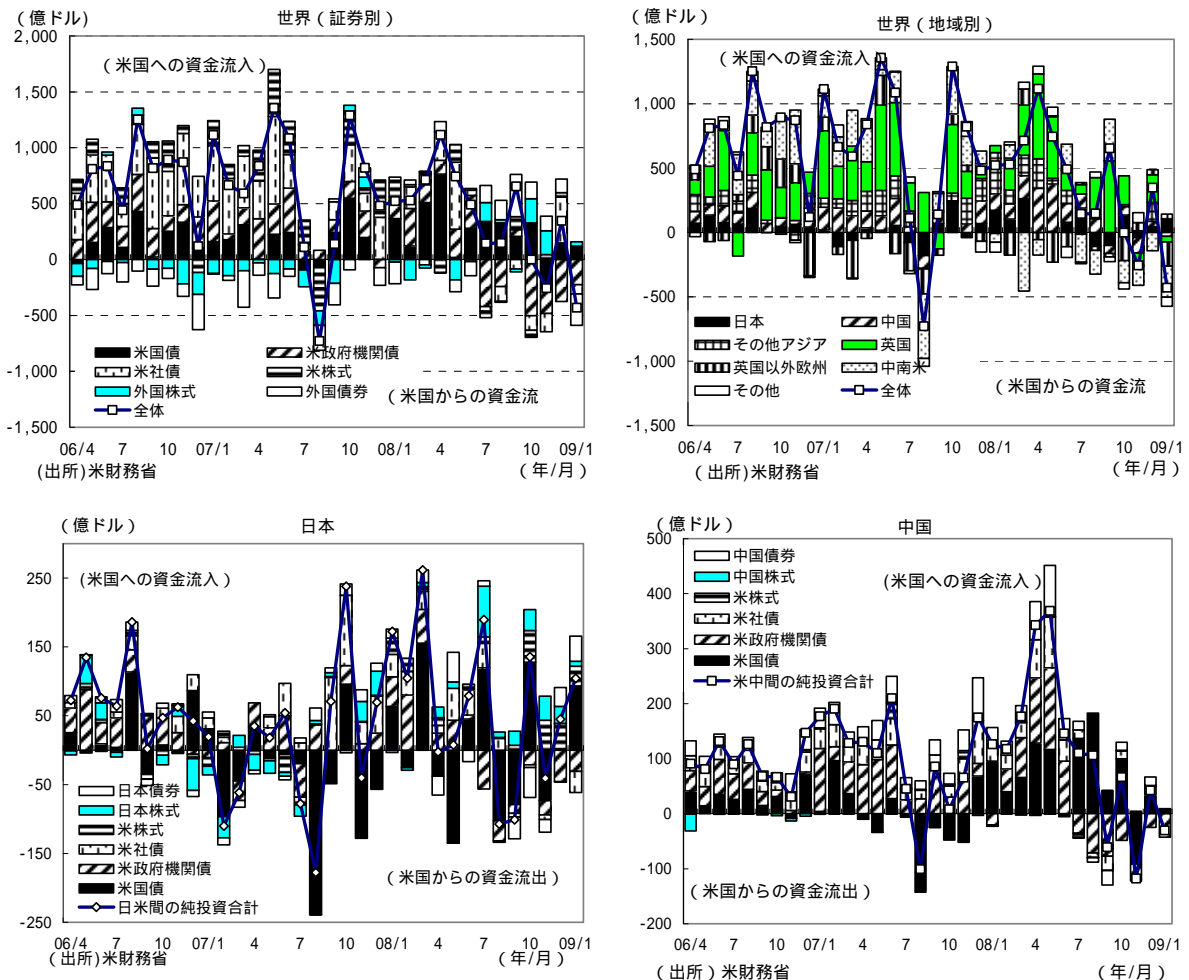 （億ドル）
世界（証券別）
2,000
1,500
1,000
500
0
-500
-1,000
-1,500
（米国への資金流入）
米国債
米政府機関債
米社債
米株式
外国株式
外国債券
全体
（米国からの資金流
06/4 7 10 07/1 4 7 10 08/1 4 7 10 09/1
(出所)米財務省
（年/月）
（億ドル）
世界（地域別）
1,500
1,000
500
0
-500
-1,000
-1,500
（米国への資金流入）
日本
中国
その他アジア
英国
英国以外欧州
中南米
その他
全体
（米国からの資金流
06/4 7 10 07/1 4 7 10 08/1 4 7 10 09/1
（出所）米財務省
（年/月）
（億ドル）
日本
250
150
50
-50
-150
-250
（米国への資金流入）
日本債券
日本株式
米株式
米社債
米政府機関債
米国債
日米間の純投資合計
（米国からの資金流出）
06/4 7 10 07/1 4 7 10 08/1 4 7 10 09/1
（出所)米財務省
（年/月）
（億ドル）
中国
500
400
300
200
100
0
-100
-200
中国債券
中国株式
米株式
米社債
米政府機関債
米国債
米中間の純投資合計
（米国への資金流入）
（米国からの資金流出）
06/4 7 10 07/1 4 7 10 08/1 4 7 10 09/1
（出所）米財務省
（年/月）